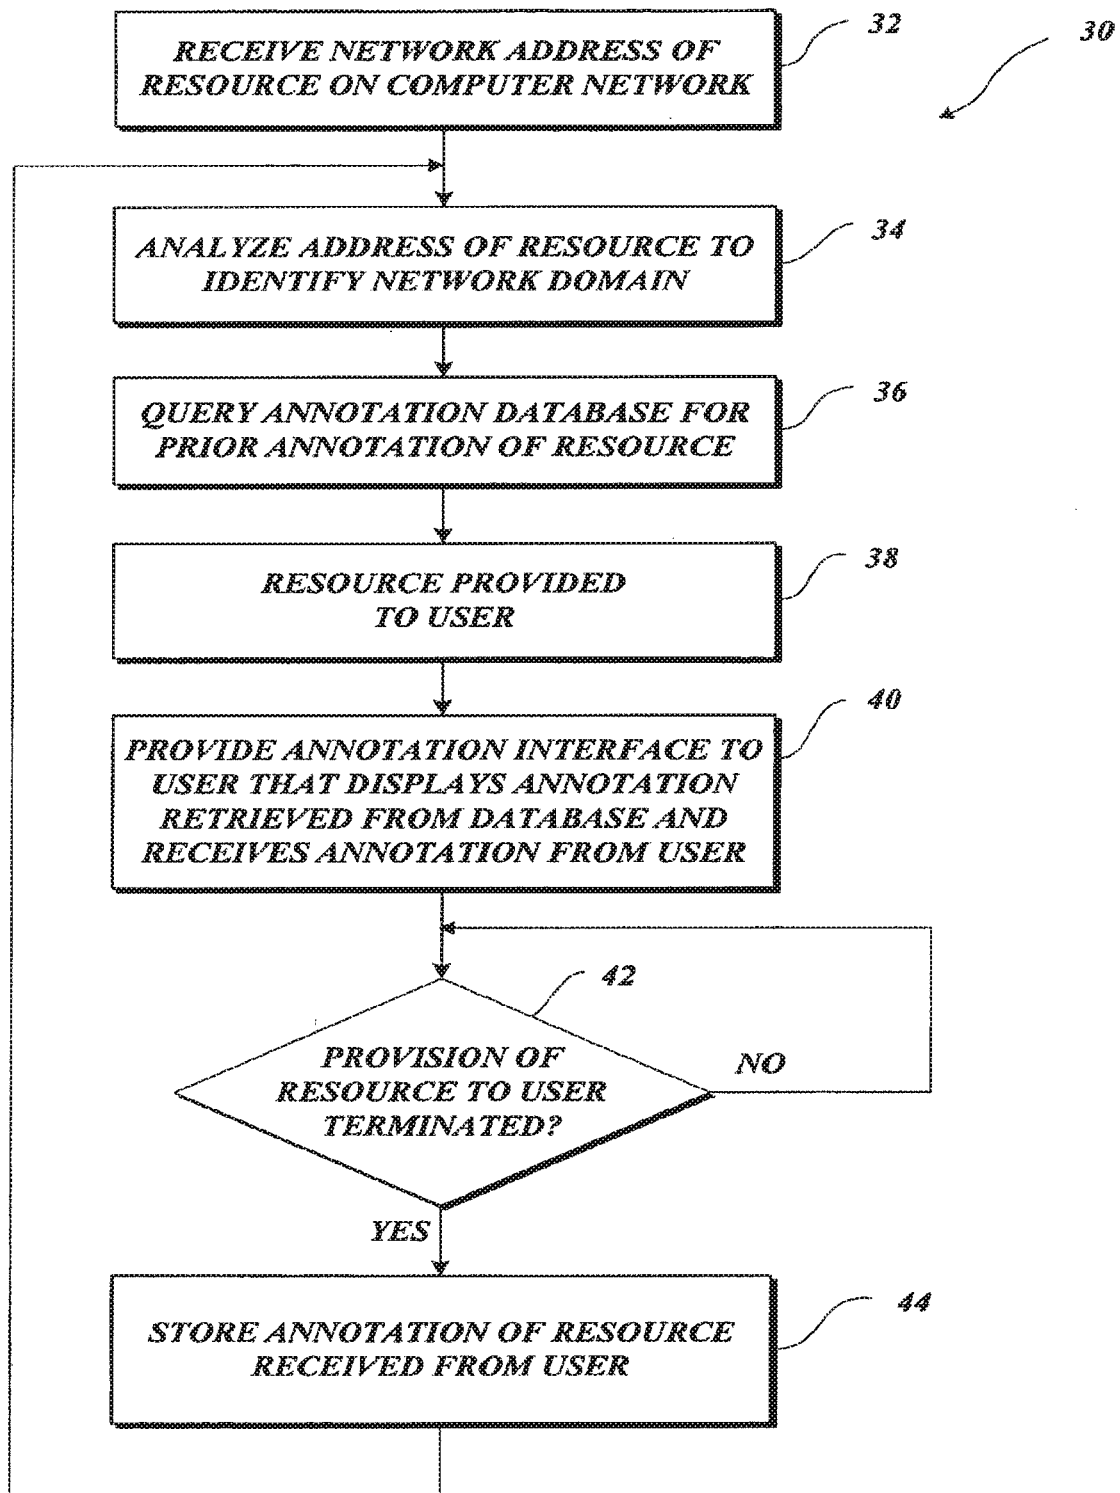 32
30
RECEIVE NETWORK ADDRESS OF
RESOURCE ON COMPUTER NETWORK
34
ANALYZE ADDRESS OF RESOURCE TO
IDENTIFY NETWORK DOMAIN
36
QUERY ANNOTATION DATABASE FOR
PRIOR ANNOTATION OF RESOURCE
38
RESOURCE PROVIDED
TO USER
40
PROVIDE ANNOTATION INTERFACE TO
USER THAT DISPLAYS ANNOTATION
RETRIEVED FROM DATABASE AND
RECEIVES ANNOTATION FROM USER
42
PROVISION OF
RESOURCE TO USER
TERMINATED?
NO
YES
44
STORE ANNOTATION OF RESOURCE
RECEIVED FROM USER